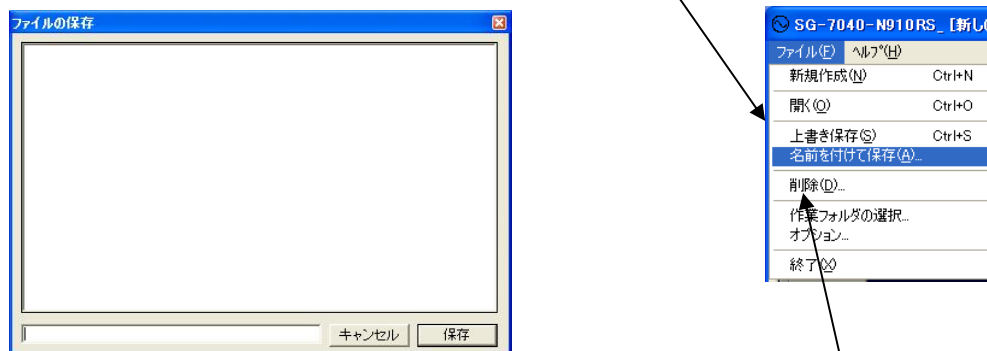 ファイルの保存
キャンセル
保存
SG-7040-N910RS_ [新し
ファイル(F) ヘルプ(H)
新規作成(N) Ctrl+N
開く(O) Ctrl+O
上書き保存(S) Ctrl+S
名前を付けて保存(A)...
削除(D)...
作業フォルダの選択...
オプション...
終了(X)